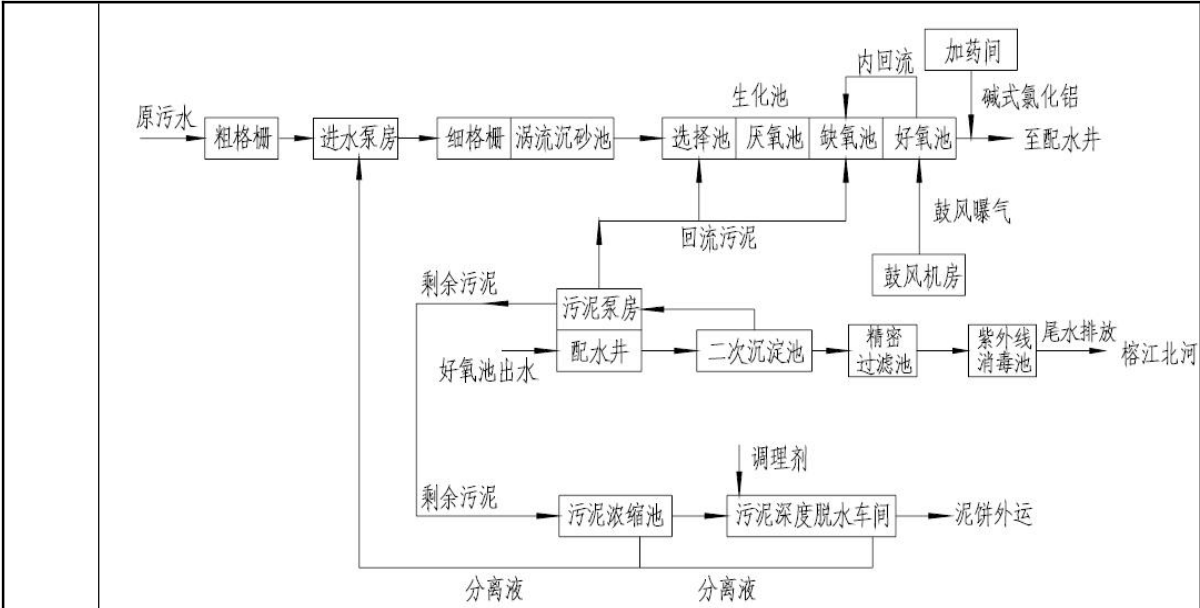 加药间
内回流
生化池
碱式氯化铝
原污水
粗格栅
进水泵房
细格栅
涡流沉砂池
选择池
厌氧池
缺氧池
好氧池
至配水井
鼓风曝气
回流污泥
鼓风机房
剩余污泥
污泥泵房
配水井
好氧池出水
二次沉淀池
精密
过滤池
紫外线
消毒池
尾水排放
榕江北河
调理剂
剩余污泥
污泥浓缩池
污泥深度脱水车间
泥饼外运
分离液
分离液